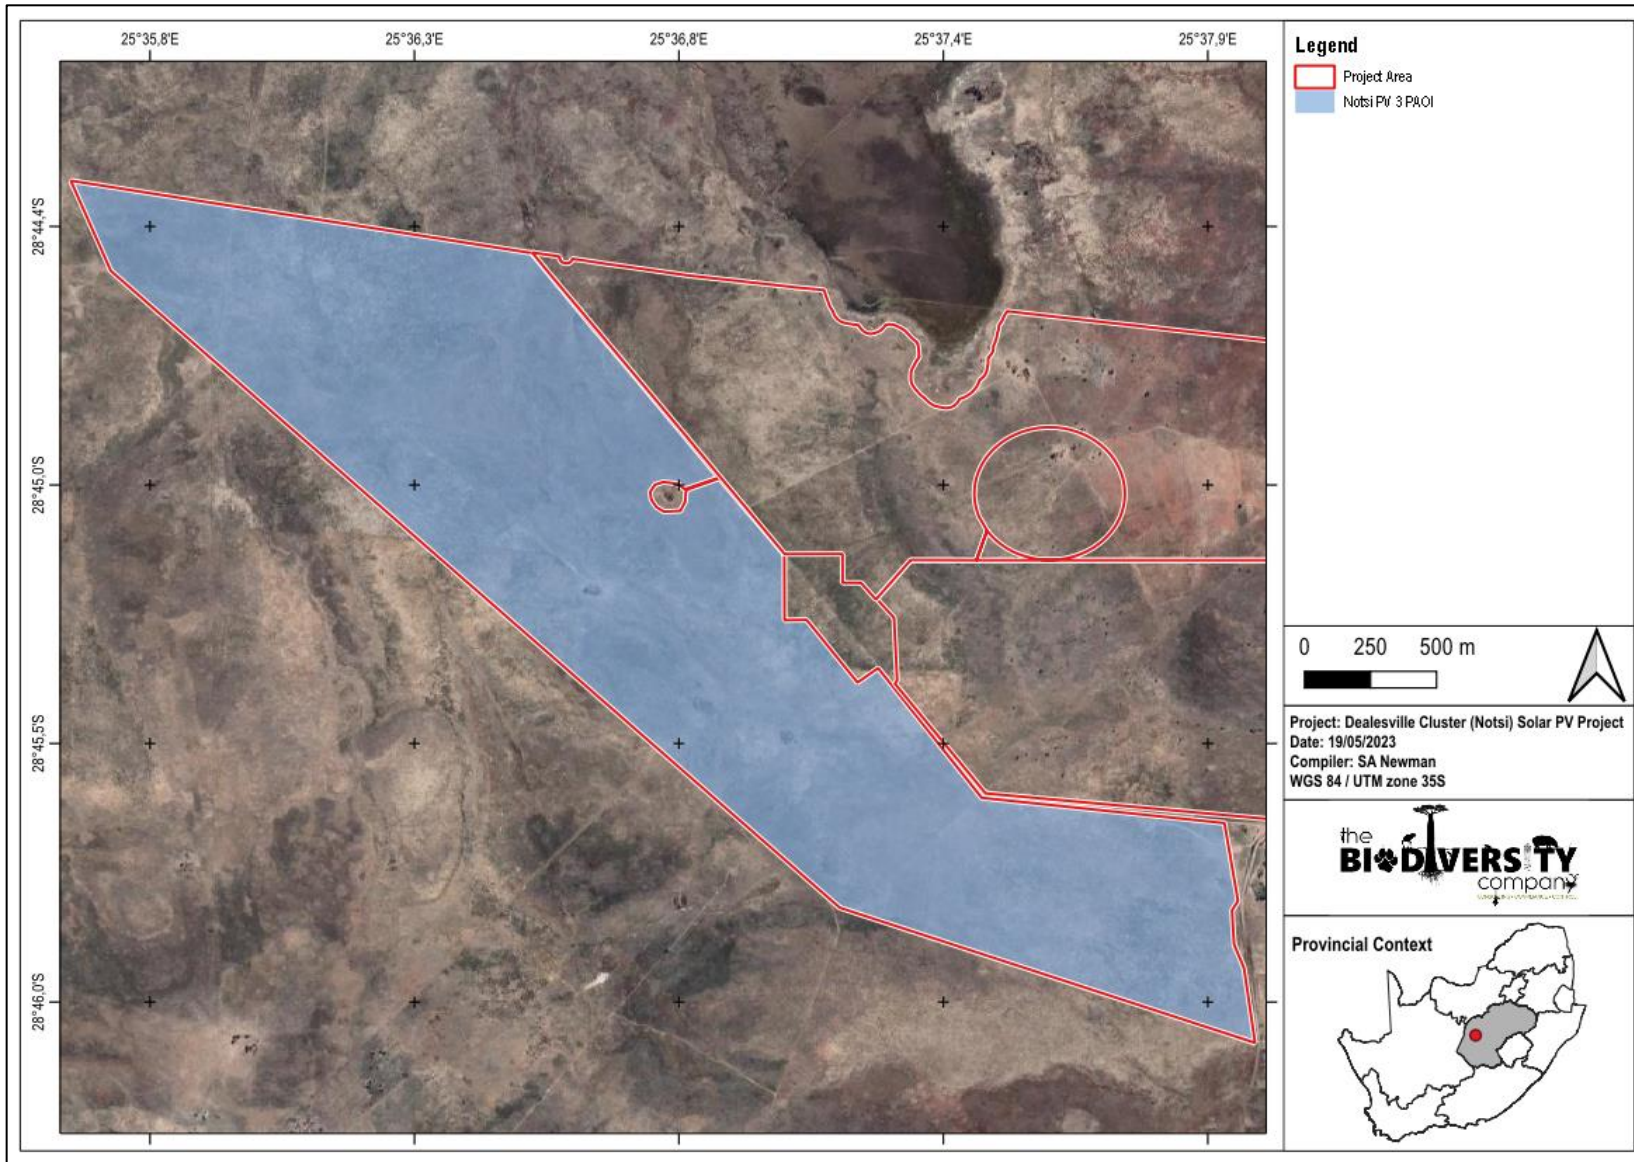 25°35,8'E 25°36,3'E 25°36,8'E 25°37,4'E 25°37,9'E
28°44,4'S
28°45,0'S
28°45,5'S
28°46,0'S
Legend
Project Area
Notsi PV 3 PAOI
0 250 500 m
Project: Dealesville Cluster (Notsi) Solar PV Project
Date: 19/05/2023
Compiler: SA Newman
WGS 84 / UTM zone 35S
the
BIODIVERSITY
company
Provincial Context